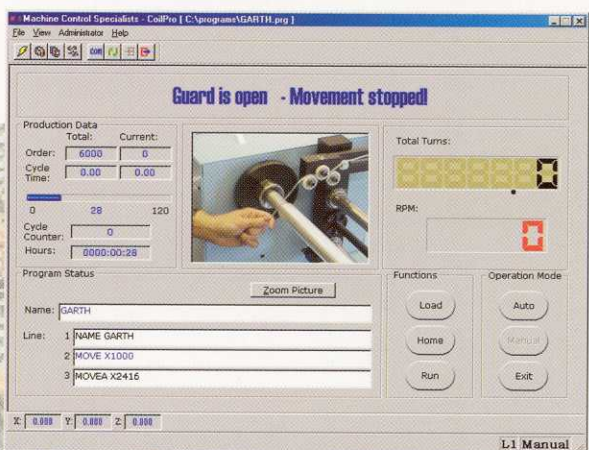 Machine Control Specialists - CoilPro [ C:\programs\GARTH.prg ]
File View Administrator Help
COM
Guard is open - Movement stopped!
Production Data
Total: Current:
Order: 6000 0
Cycle Time: 0.00 0.00
0 28 120
Cycle Counter: 0
Hours: 0000:00:28
Total Turns:
0
RPM:
0
Program Status
Zoom Picture
Name: GARTH
Line: 1 NAME GARTH
2 MOVE X1000
3 MOVEA X2416
Functions
Load
Home
Run
Operation Mode
Auto
Manual
Exit
X: 0.000 Y: 0.000 Z: 0.000
L1 Manual